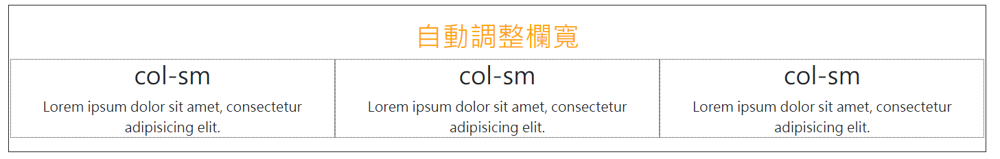 自動調整欄寬
col-sm
Lorem ipsum dolor sit amet, consectetur
adipisicing elit.
col-sm
Lorem ipsum dolor sit amet, consectetur
adipisicing elit.
col-sm
Lorem ipsum dolor sit amet, consectetur
adipisicing elit.